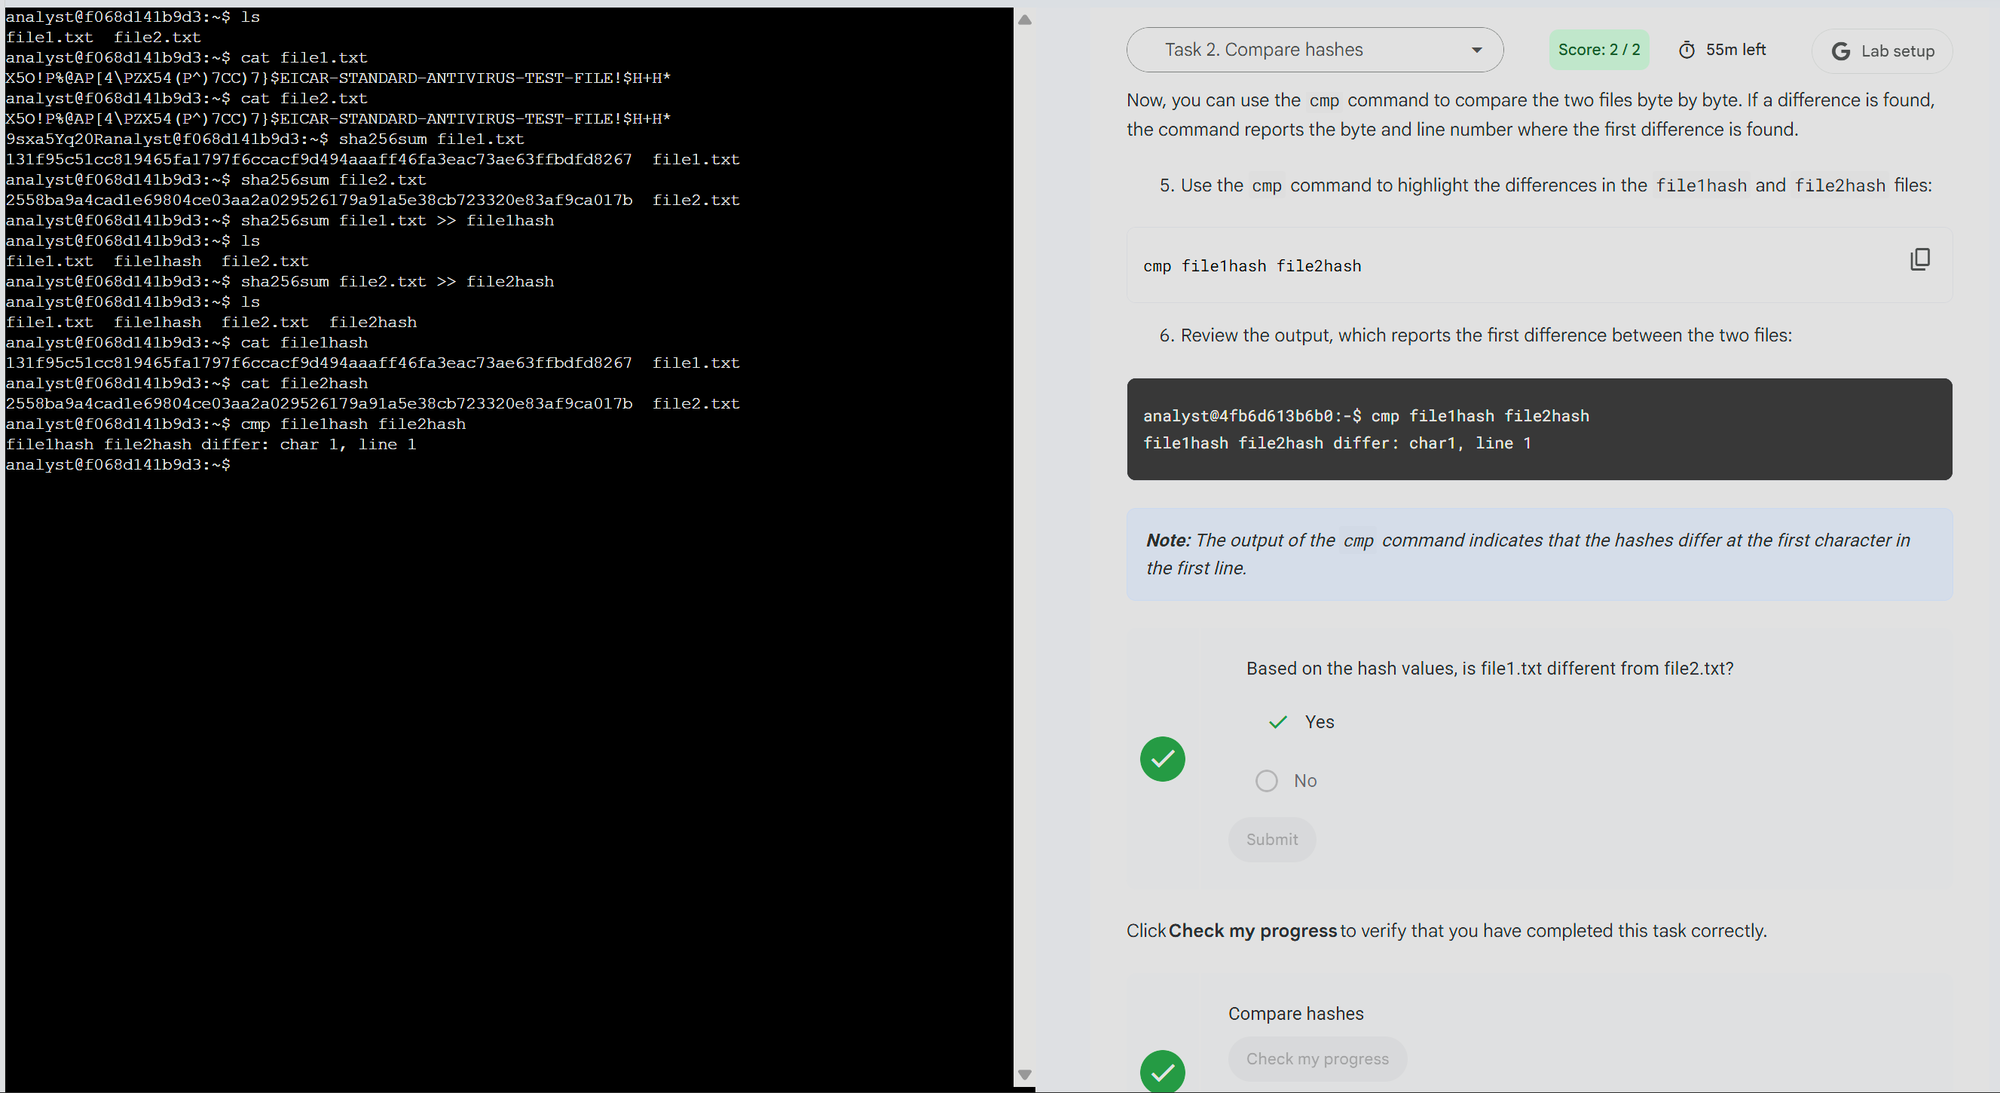 analyst@f068d141b9d3:~$ ls
file1.txt  file2.txt
analyst@f068d141b9d3:~$ cat file1.txt
X5O!P%@AP[4\PZX54(P^)7CC)7}$EICAR-STANDARD-ANTIVIRUS-TEST-FILE!$H+H*
analyst@f068d141b9d3:~$ cat file2.txt
X5O!P%@AP[4\PZX54(P^)7CC)7}$EICAR-STANDARD-ANTIVIRUS-TEST-FILE!$H+H*
9sxa5Yq20Ranalyst@f068d141b9d3:~$ sha256sum file1.txt
131f95c51cc819465fa1797f6ccacf9d494aaaff46fa3eac73ae63ffbdfd8267  file1.txt
analyst@f068d141b9d3:~$ sha256sum file2.txt
2558ba9a4cad1e69804ce03aa2a029526179a91a5e38cb723320e83af9ca017b  file2.txt
analyst@f068d141b9d3:~$ sha256sum file1.txt >> file1hash
analyst@f068d141b9d3:~$ ls
file1.txt  file1hash  file2.txt
analyst@f068d141b9d3:~$ sha256sum file2.txt >> file2hash
analyst@f068d141b9d3:~$ ls
file1.txt  file1hash  file2.txt  file2hash
analyst@f068d141b9d3:~$ cat file1hash
131f95c51cc819465fa1797f6ccacf9d494aaaff46fa3eac73ae63ffbdfd8267  file1.txt
analyst@f068d141b9d3:~$ cat file2hash
2558ba9a4cad1e69804ce03aa2a029526179a91a5e38cb723320e83af9ca017b  file2.txt
analyst@f068d141b9d3:~$ cmp file1hash file2hash
file1hash file2hash differ: char 1, line 1
analyst@f068d141b9d3:~$
Task 2. Compare hashes
Score: 2 / 2
55m left
Lab setup
Now, you can use the cmp command to compare the two files byte by byte. If a difference is found,
the command reports the byte and line number where the first difference is found.
5. Use the cmp command to highlight the differences in the file1hash and file2hash files:
cmp file1hash file2hash
6. Review the output, which reports the first difference between the two files:
analyst@4fb6d613b6b0:-$ cmp file1hash file2hash
file1hash file2hash differ: char1, line 1
Note: The output of the cmp command indicates that the hashes differ at the first character in
the first line.
Based on the hash values, is file1.txt different from file2.txt?
Yes
No
Submit
Click Check my progress to verify that you have completed this task correctly.
Compare hashes
Check my progress